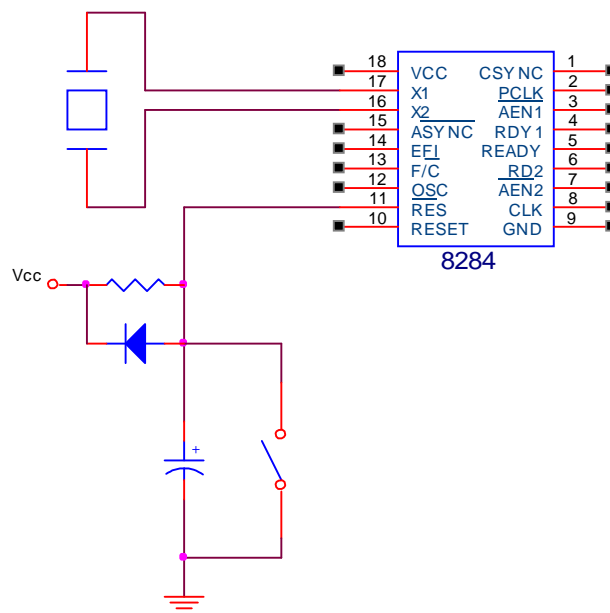 18 VCC CSYNC 1
17 X1 PCLK 2
16 X2 AEN1 3
15 ASYNC RDY1 4
14 EFI READY 5
13 F/C RD2 6
12 OSC AEN2 7
11 RES CLK 8
10 RESET GND 9
8284
Vcc
+